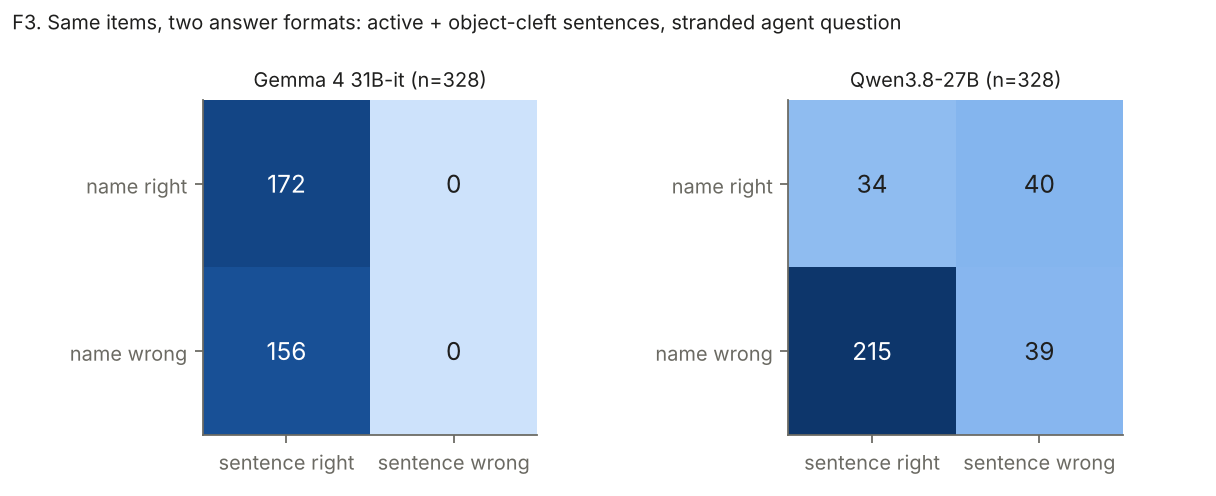 F3. Same items, two answer formats: active + object-cleft sentences, stranded agent question
Gemma 4 31B-it (n=328)
name right
172
0
name wrong
156
0
sentence right
sentence wrong
Qwen3.8-27B (n=328)
name right
34
40
name wrong
215
39
sentence right
sentence wrong